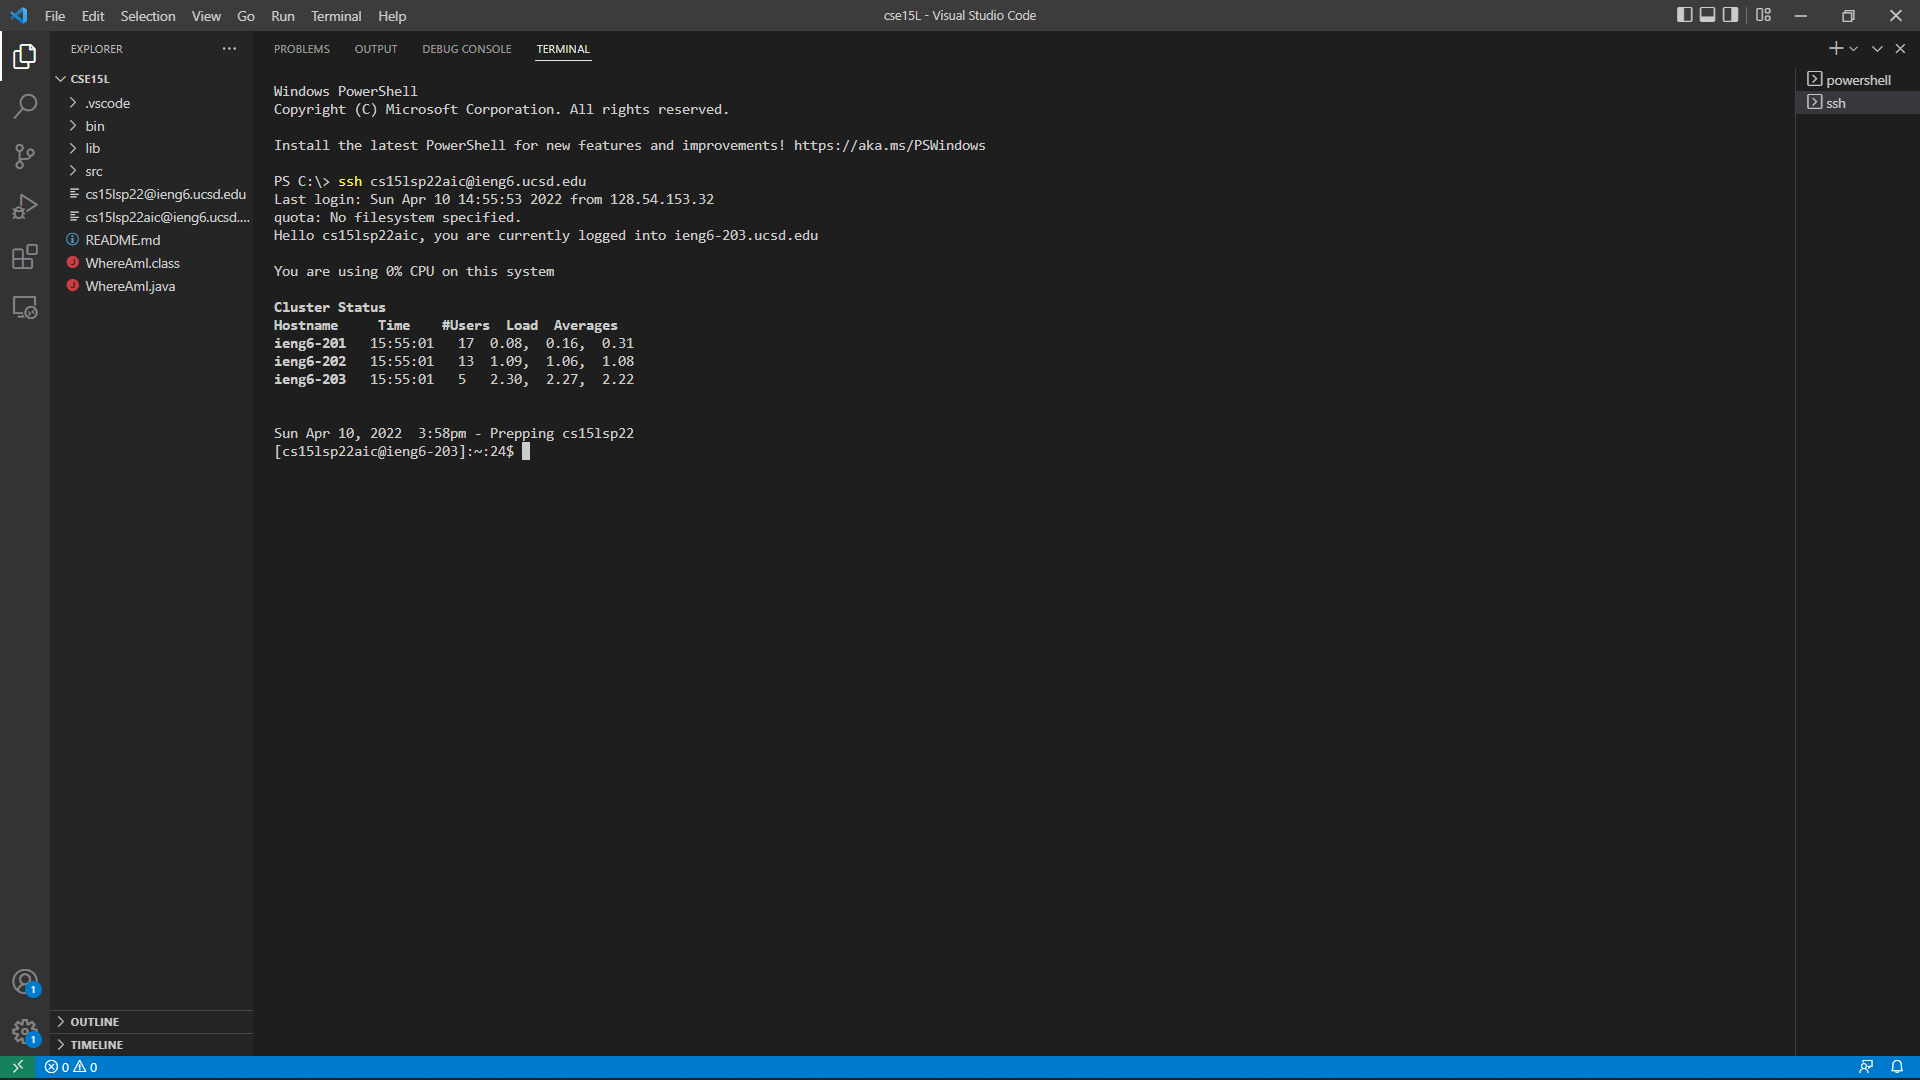 File Edit Selection View Go Run Terminal Help
cse15L - Visual Studio Code
EXPLORER
CSE15L
.vscode
bin
lib
src
cs15lsp22@ieng6.ucsd.edu
cs15lsp22aic@ieng6.ucsd....
README.md
WhereAmI.class
WhereAmI.java
OUTLINE
TIMELINE
PROBLEMS OUTPUT DEBUG CONSOLE TERMINAL
Windows PowerShell
Copyright (C) Microsoft Corporation. All rights reserved.
Install the latest PowerShell for new features and improvements! https://aka.ms/PSWindows
PS C:\> ssh cs15lsp22aic@ieng6.ucsd.edu
Last login: Sun Apr 10 14:55:53 2022 from 128.54.153.32
quota: No filesystem specified.
Hello cs15lsp22aic, you are currently logged into ieng6-203.ucsd.edu
You are using 0% CPU on this system
Cluster Status
Hostname     Time    #Users  Load  Averages
ieng6-201   15:55:01   17  0.08,  0.16,  0.31
ieng6-202   15:55:01   13  1.09,  1.06,  1.08
ieng6-203   15:55:01   5   2.30,  2.27,  2.22
Sun Apr 10, 2022  3:58pm - Prepping cs15lsp22
[cs15lsp22aic@ieng6-203]:~:24$
powershell
ssh
1
1
0 0